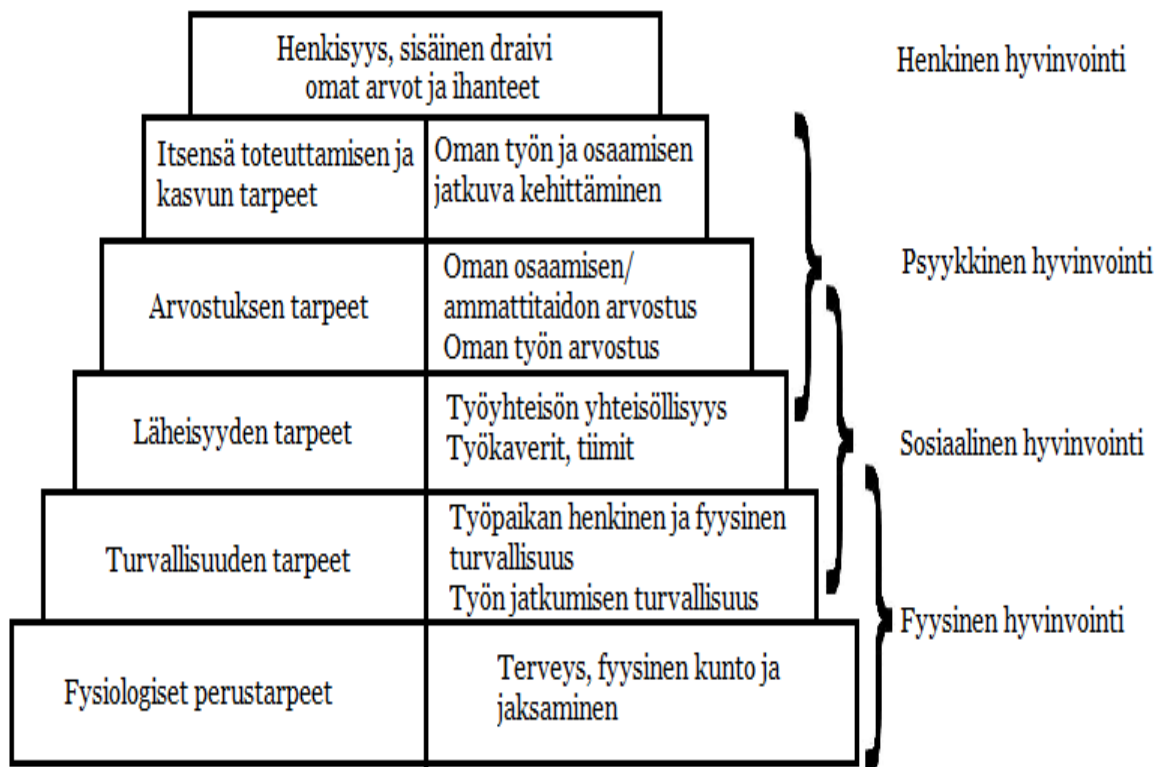 Henkisyys, sisäinen draivi
omat arvot ja ihanteet
Henkinen hyvinvointi
Itsensä toteuttamisen ja
kasvun tarpeet
Oman työn ja osaamisen
jatkuva kehittäminen
Psyykkinen hyvinvointi
Arvostuksen tarpeet
Oman osaamisen/
ammattitaidon arvostus
Oman työn arvostus
Läheisyyden tarpeet
Työyhteisön yhteisöllisyys
Työkaverit, tiimit
Sosiaalinen hyvinvointi
Turvallisuuden tarpeet
Työpaikan henkinen ja fyysinen
turvallisuus
Työn jatkumisen turvallisuus
Fyysinen hyvinvointi
Fysiologiset perustarpeet
Terveys, fyysinen kunto ja
jaksaminen